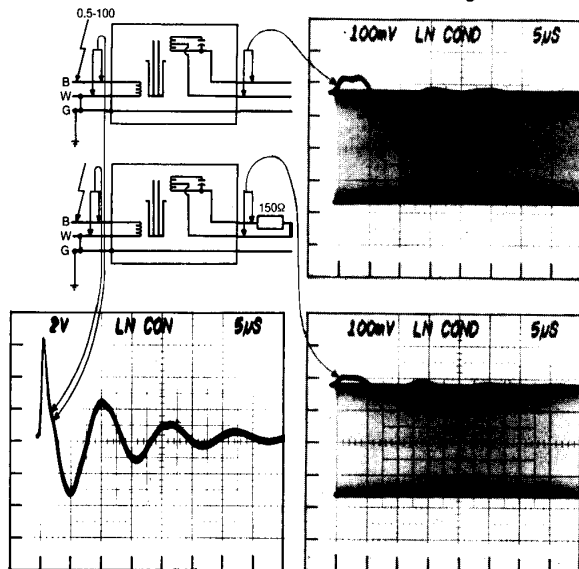 0.5-100
B
W
G
B
W
G
150Ω
100mV LN COND 5µS
2V LN CON 5µS
100mV LN COND 5µS